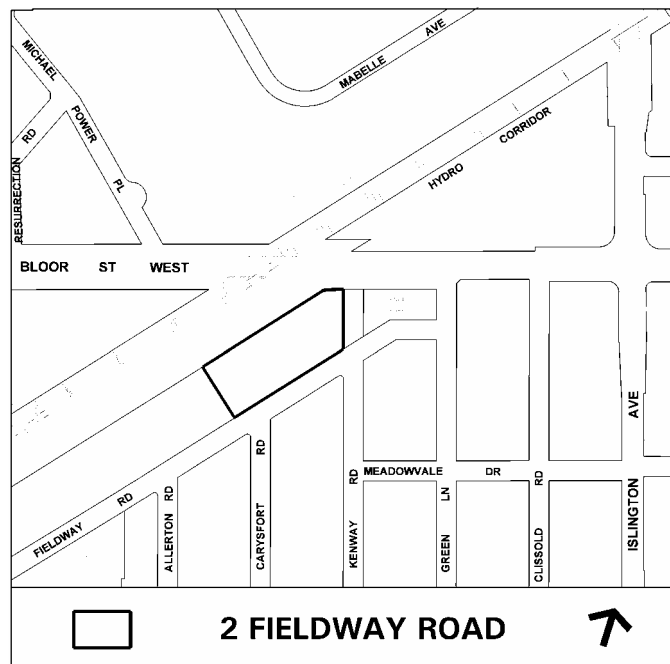 MICHAEL
POWER
PL
MABELLE AVE
HYDRO CORRIDOR
RESURRECTION RD
BLOOR ST WEST
FIELDWAY RD
ALLERTON RD
CARYSFORT RD
KENWAY RD
MEADOWVALE DR
GREEN LN
CLISSOLD RD
ISLINGTON AVE
2 FIELDWAY ROAD